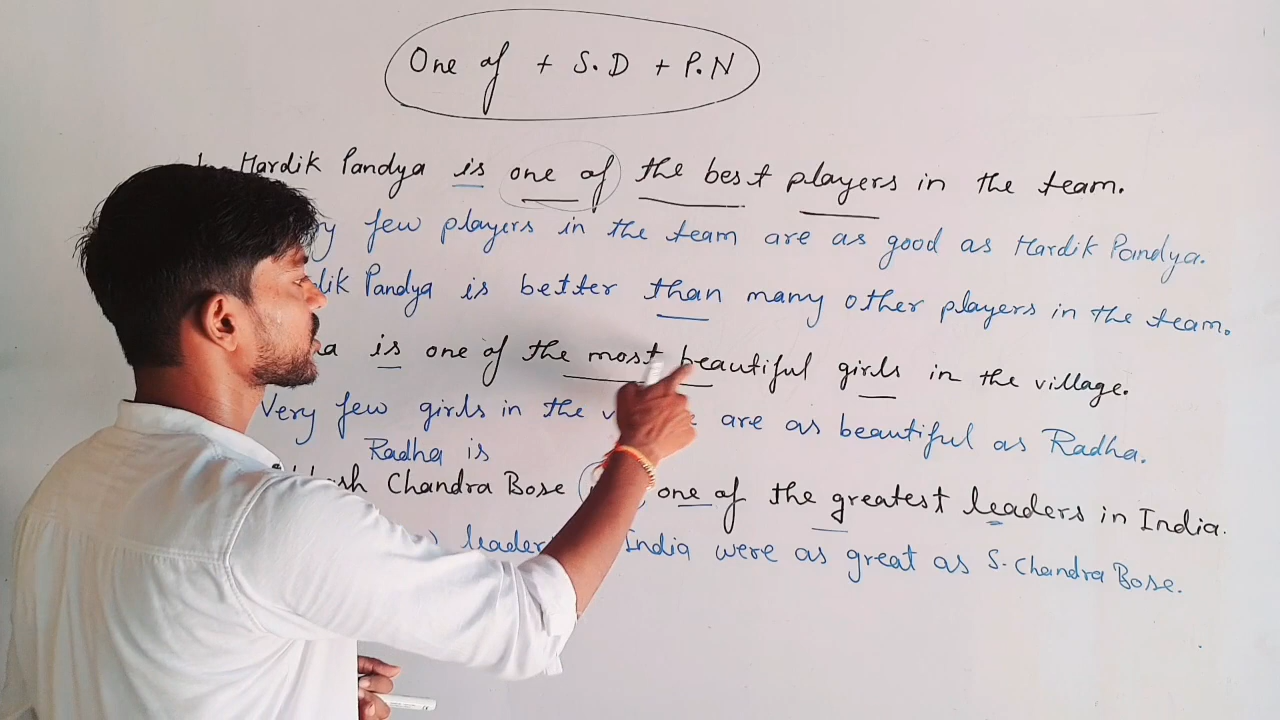 One of + S.D + P.N
Hardik Pandya is one of the best players in the team.
few players in the team are as good as Hardik Pandya.
Pandya is better than many other players in the team.
is one of the most beautiful girls in the village.
Very few girls in the are as beautiful as Radha.
Radha is
Chandra Bose one of the greatest leaders in India.
India were as great as S. Chandra Bose.